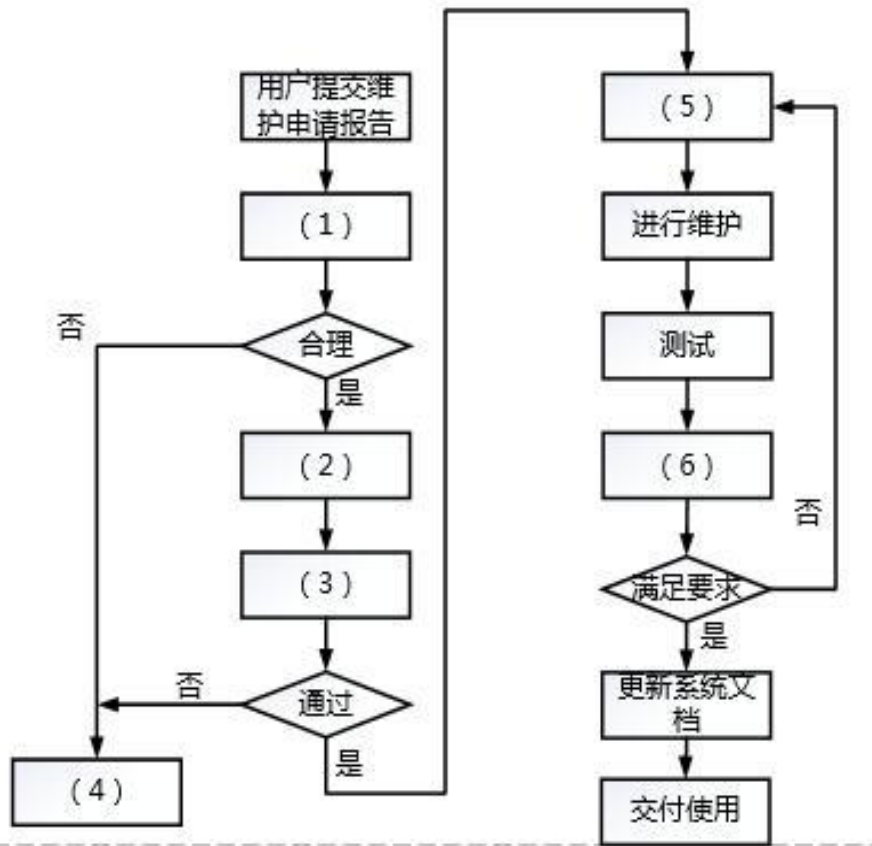 用户提交维
护申请报告
（1）
否
合理
是
（2）
（3）
否
通过
是
（4）
（5）
进行维护
测试
（6）
否
满足要求
是
更新系统文
档
交付使用